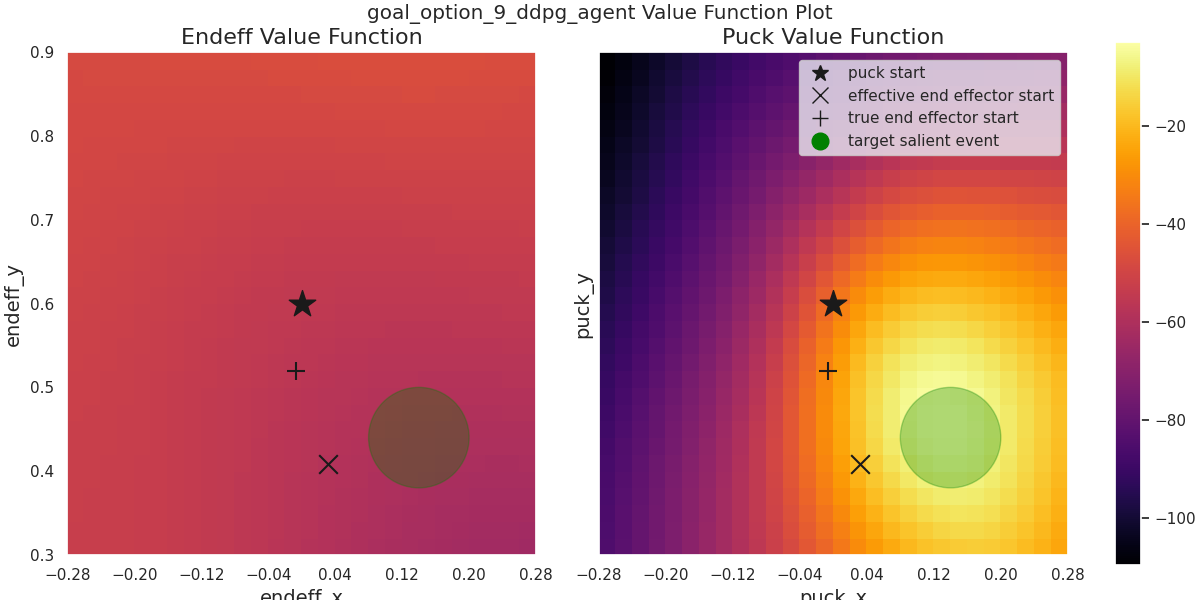 goal_option_9_ddpg_agent Value Function Plot
Endeff Value Function
Puck Value Function
0.9
0.8
0.7
0.6
0.5
0.4
0.3
endeff_y
−0.28 −0.20 −0.12 −0.04 0.04 0.12 0.20 0.28
endeff_x
puck_y
puck start
effective end effector start
true end effector start
target salient event
−0.28 −0.20 −0.12 −0.04 0.04 0.12 0.20 0.28
puck_x
−20
−40
−60
−80
−100